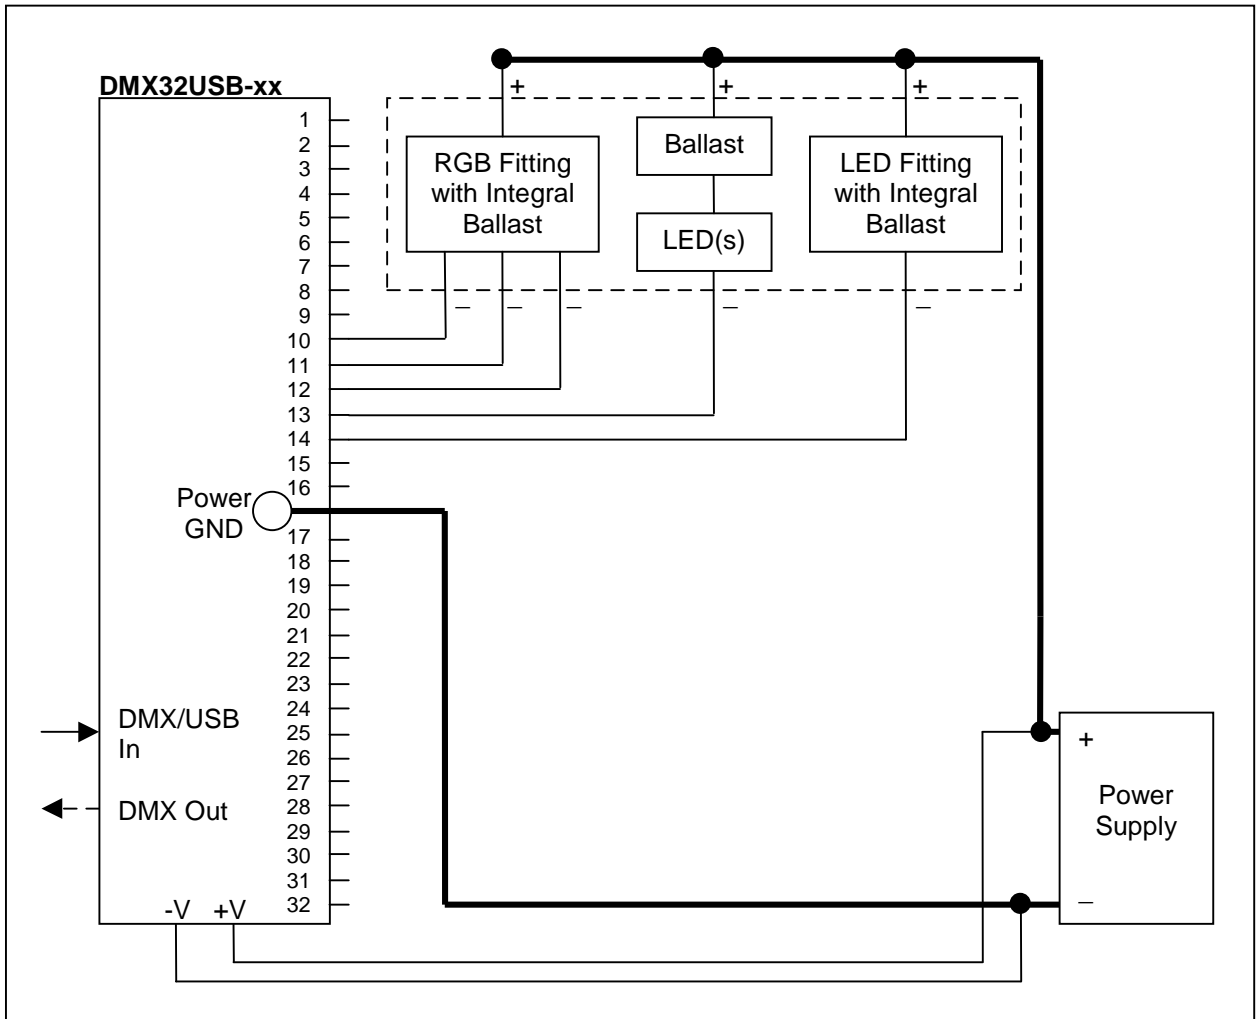 DMX32USB-xx
+ + +
1
2
3
4
5
6
7
8
9
10
11
12
13
14
15
16
RGB Fitting
with Integral
Ballast
Ballast
LED(s)
LED Fitting
with Integral
Ballast
– – – – –
Power
GND
17
18
19
20
21
22
23
24
25
26
27
28
29
30
31
32
DMX/USB
In
DMX Out
-V +V
+
Power
Supply
–